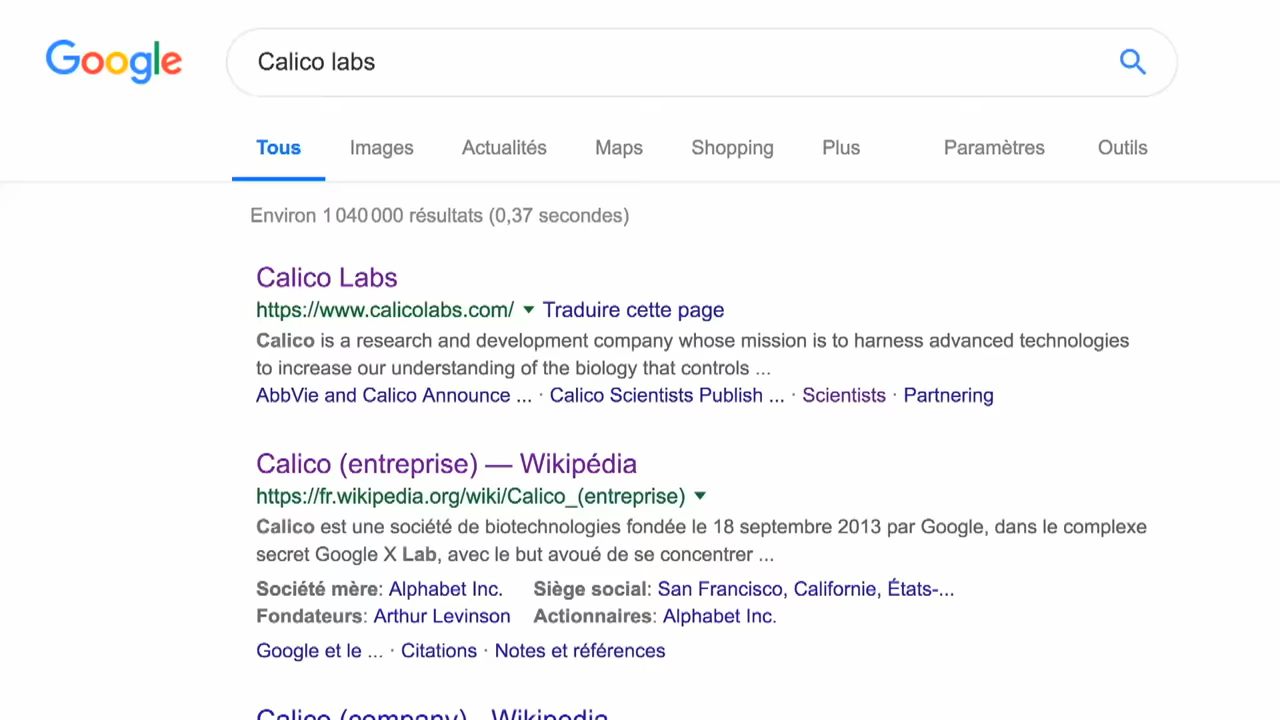 Google
Calico labs
Tous Images Actualités Maps Shopping Plus Paramètres Outils
Environ 1 040 000 résultats (0,37 secondes)
Calico Labs
https://www.calicolabs.com/ ▼ Traduire cette page
Calico is a research and development company whose mission is to harness advanced technologies
to increase our understanding of the biology that controls ...
AbbVie and Calico Announce ... · Calico Scientists Publish ... · Scientists · Partnering
Calico (entreprise) — Wikipédia
https://fr.wikipedia.org/wiki/Calico_(entreprise) ▼
Calico est une société de biotechnologies fondée le 18 septembre 2013 par Google, dans le complexe
secret Google X Lab, avec le but avoué de se concentrer ...
Société mère: Alphabet Inc. Siège social: San Francisco, Californie, États-...
Fondateurs: Arthur Levinson Actionnaires: Alphabet Inc.
Google et le ... · Citations · Notes et références
Calico (company) - Wikipedia